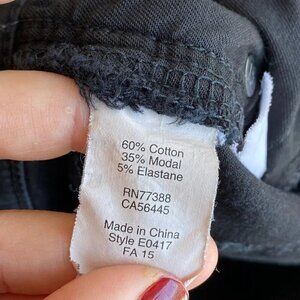 60% Cotton
35% Modal
5% Elastane
RN77388
CA56445
Made in China
Style E0417
FA 15